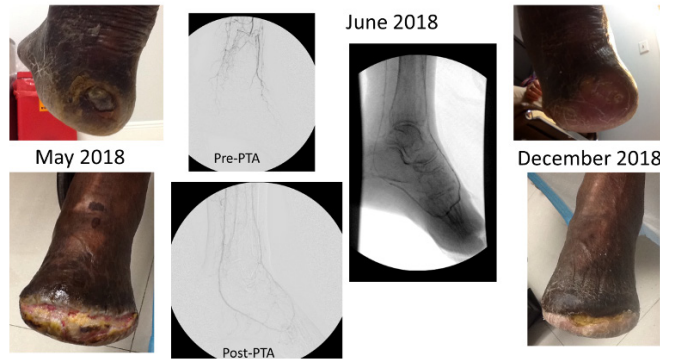 June 2018
Pre-PTA
May 2018
December 2018
Post-PTA